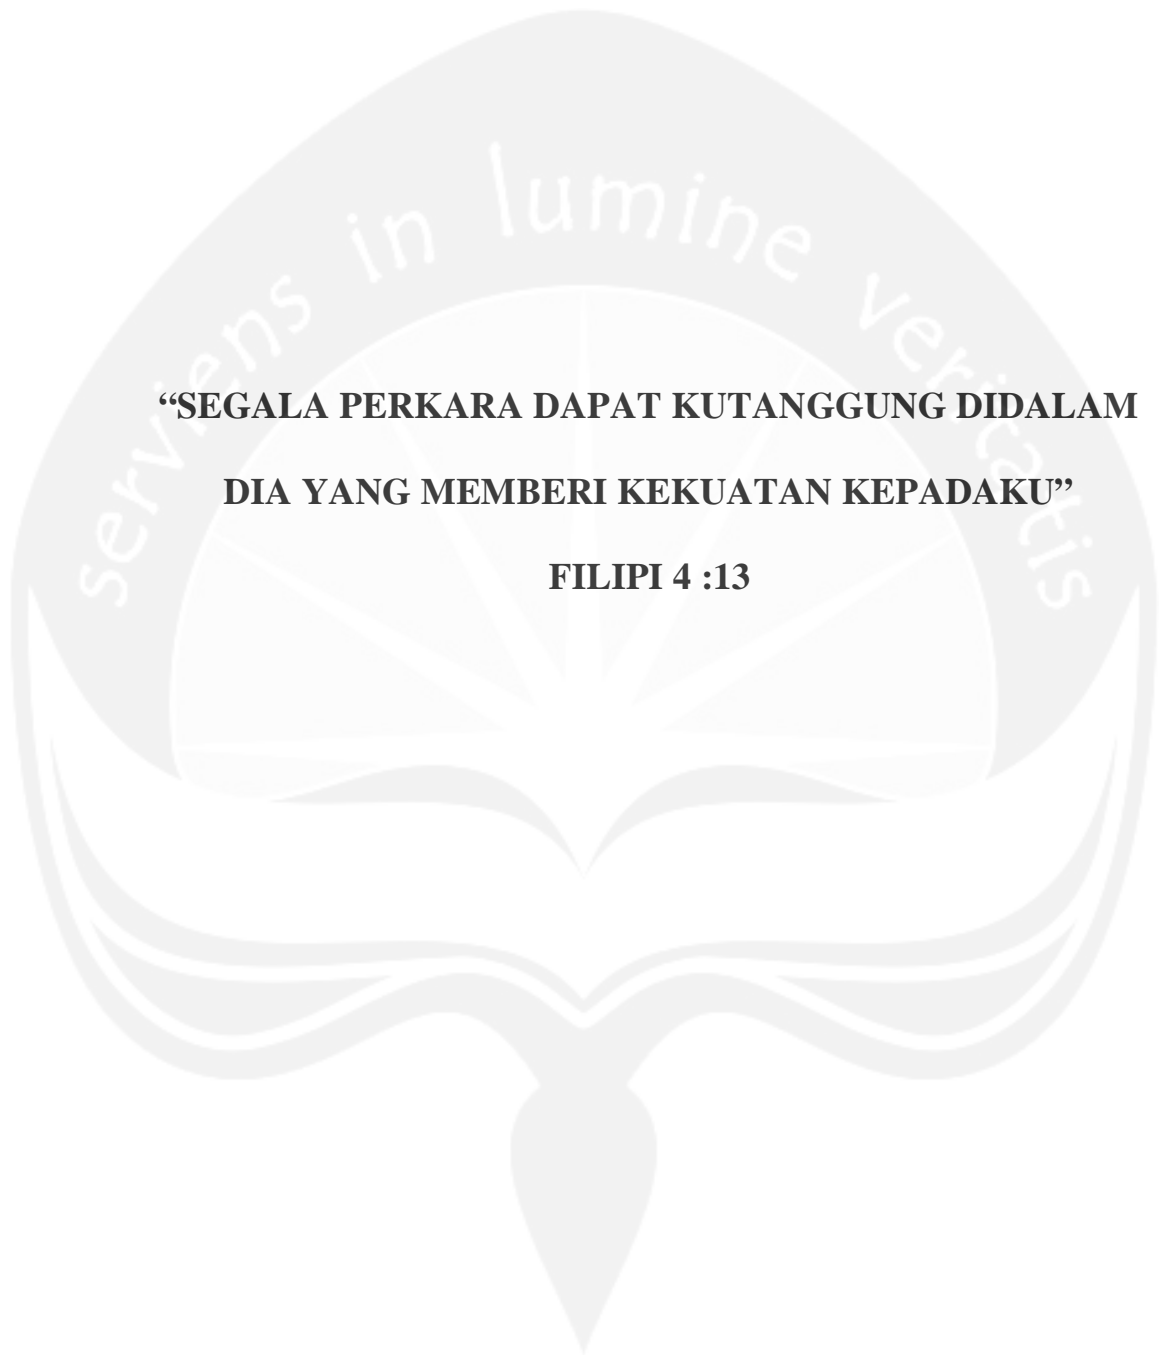 serviens in lumine veritatis
“SEGALA PERKARA DAPAT KUTANGGUNG DIDALAM
DIA YANG MEMBERI KEKUATAN KEPADAKU”
FILIPI 4 :13